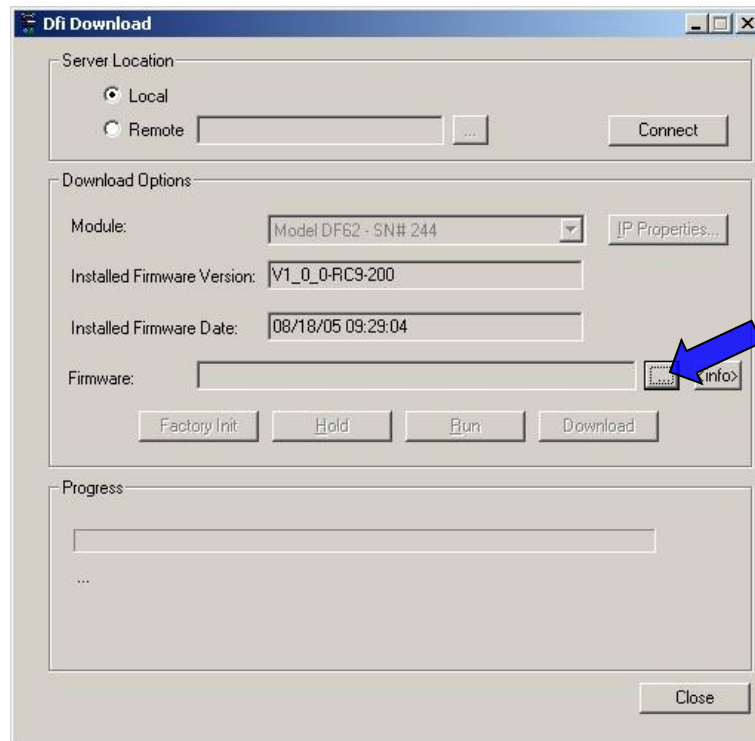 Dfi Download
Server Location
Local
Remote
...
Connect
Download Options
Module:
Model DF62 - SN# 244
IP Properties...
Installed Firmware Version:
V1_0_0-RC9-200
Installed Firmware Date:
08/18/05 09:29:04
Firmware:
...
info>
Factory Init
Hold
Run
Download
Progress
...
Close